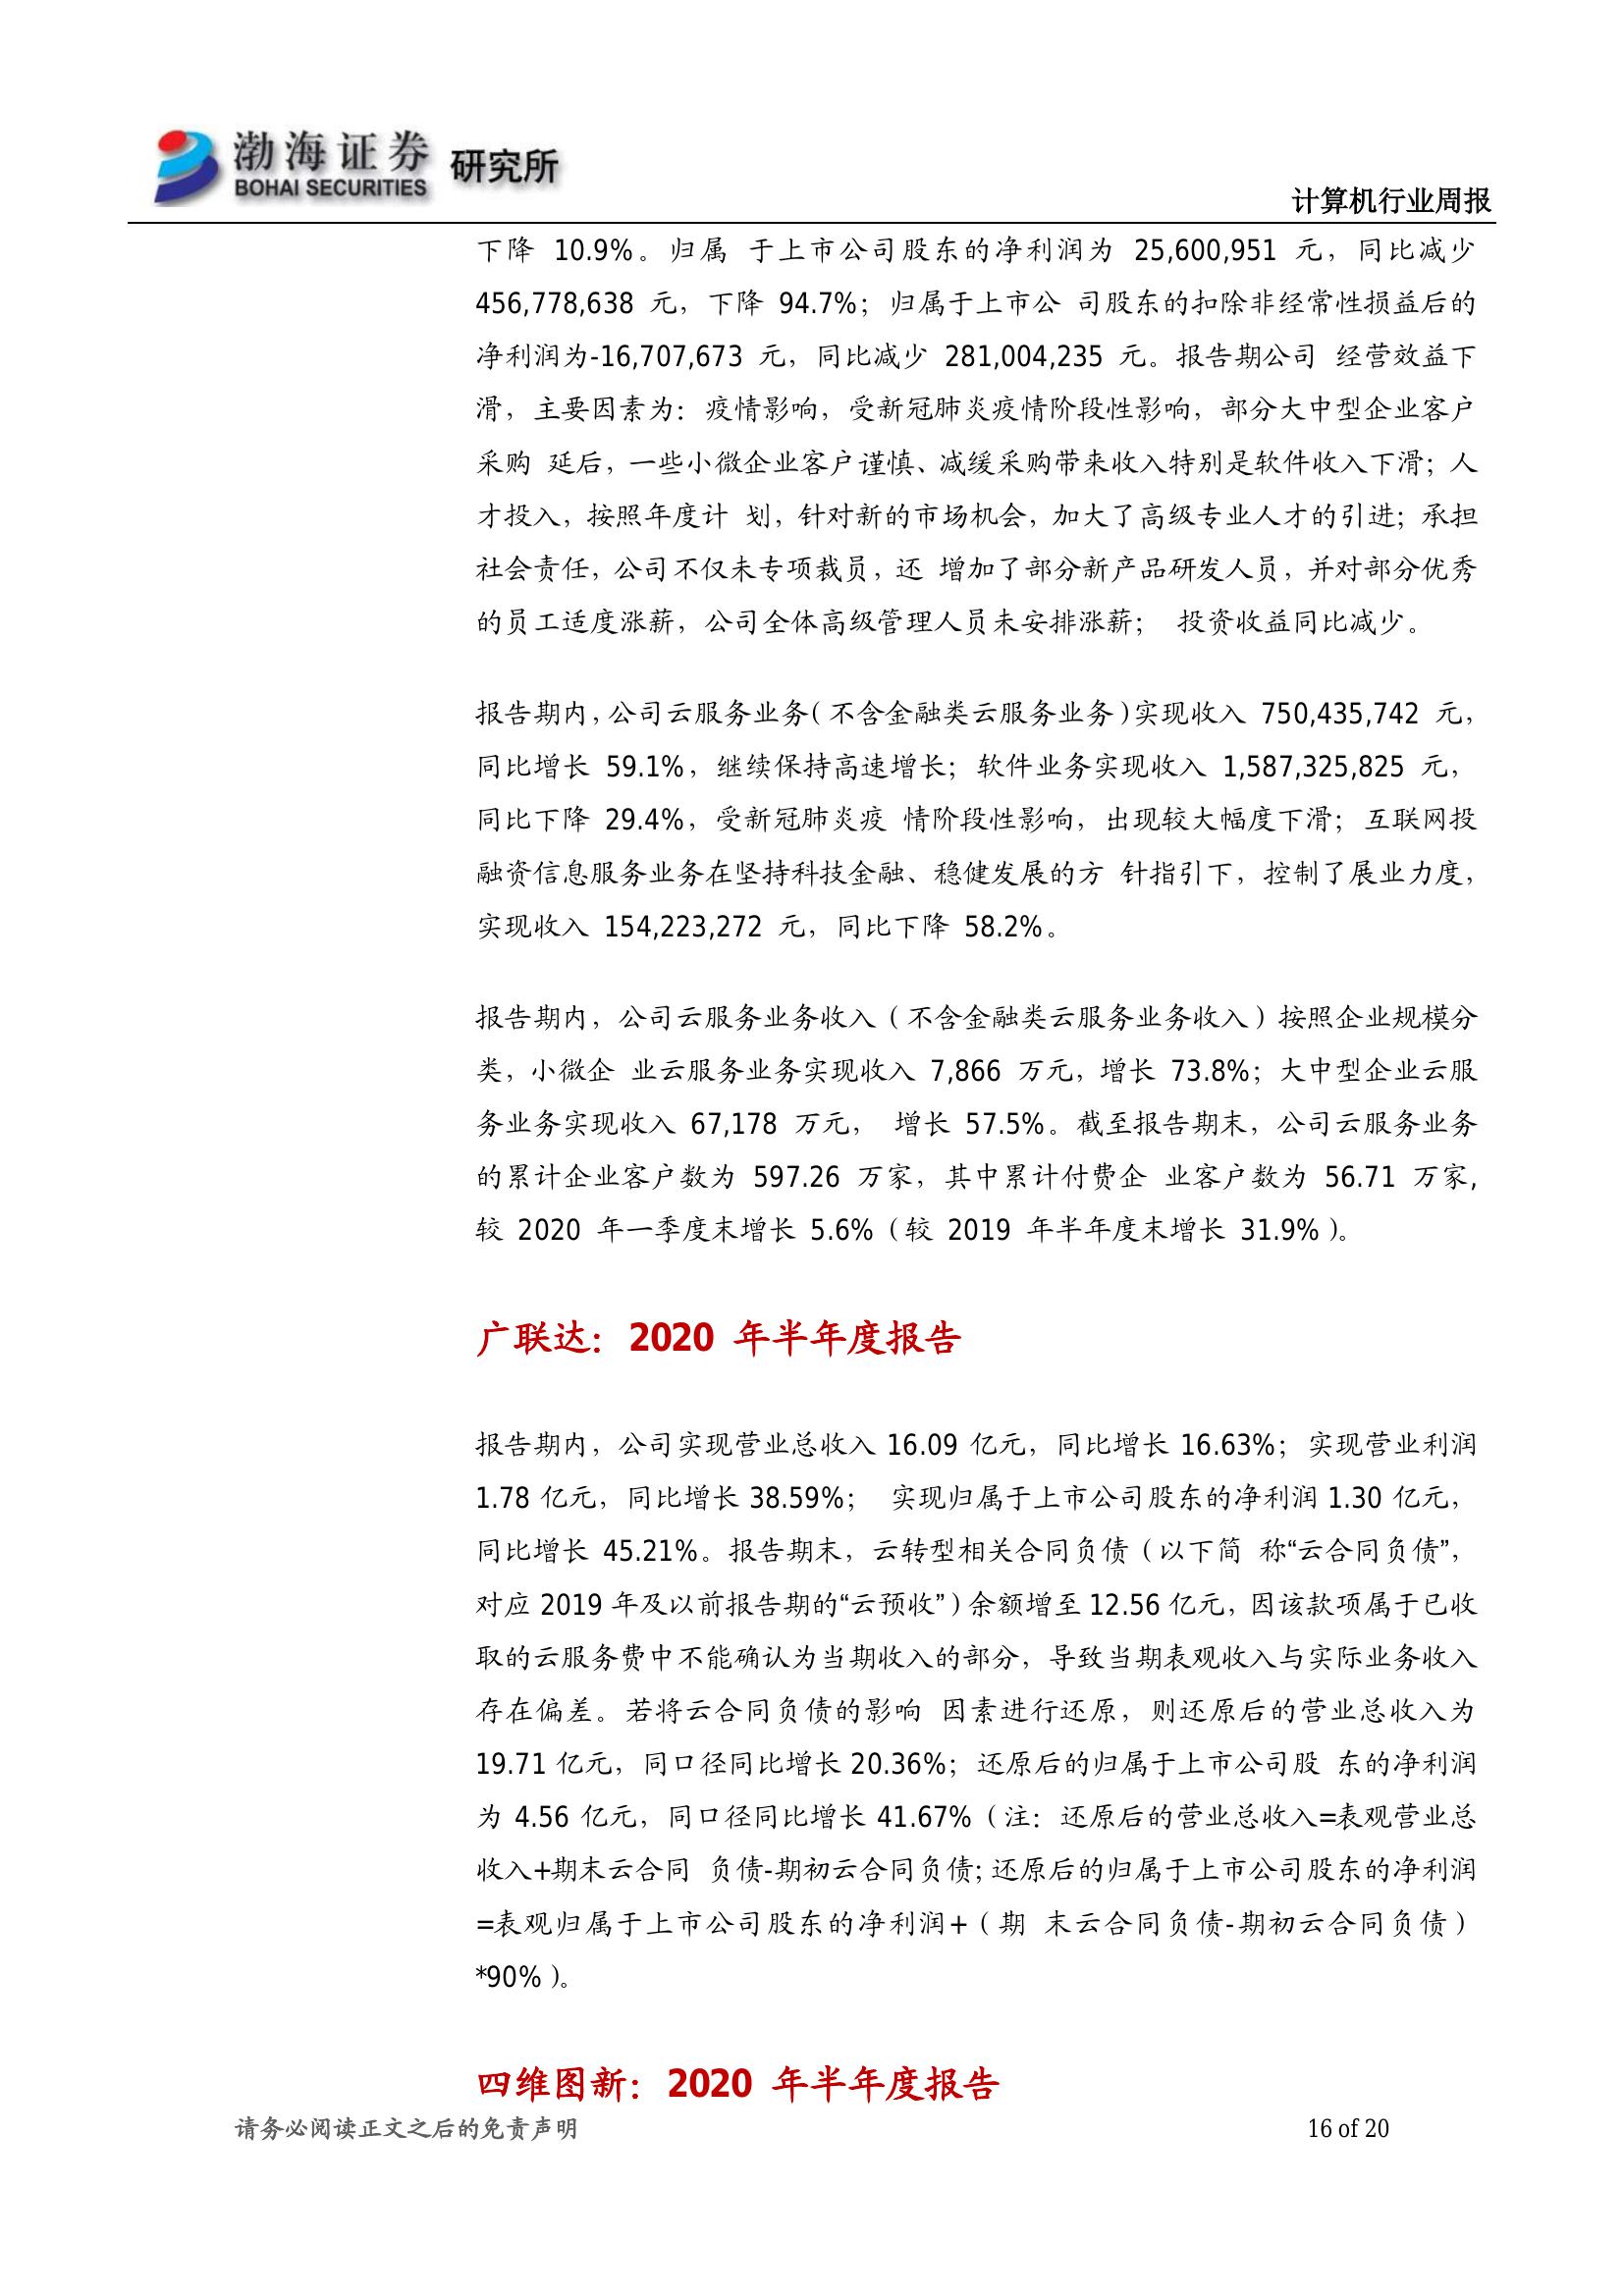 渤海证券 研究所
BOHAI SECURITIES
计算机行业周报
下降 10.9%。归属 于上市公司股东的净利润为 25,600,951 元，同比减少
456,778,638 元，下降 94.7%；归属于上市公 司股东的扣除非经常性损益后的
净利润为-16,707,673 元，同比减少 281,004,235 元。报告期公司 经营效益下
滑，主要因素为：疫情影响，受新冠肺炎疫情阶段性影响，部分大中型企业客户
采购 延后，一些小微企业客户谨慎、减缓采购带来收入特别是软件收入下滑；人
才投入，按照年度计 划，针对新的市场机会，加大了高级专业人才的引进；承担
社会责任，公司不仅未专项裁员，还 增加了部分新产品研发人员，并对部分优秀
的员工适度涨薪，公司全体高级管理人员未安排涨薪； 投资收益同比减少。
报告期内，公司云服务业务（不含金融类云服务业务）实现收入 750,435,742 元，
同比增长 59.1%，继续保持高速增长；软件业务实现收入 1,587,325,825 元，
同比下降 29.4%，受新冠肺炎疫 情阶段性影响，出现较大幅度下滑；互联网投
融资信息服务业务在坚持科技金融、稳健发展的方 针指引下，控制了展业力度，
实现收入 154,223,272 元，同比下降 58.2%。
报告期内，公司云服务业务收入（不含金融类云服务业务收入）按照企业规模分
类，小微企 业云服务业务实现收入 7,866 万元，增长 73.8%；大中型企业云服
务业务实现收入 67,178 万元， 增长 57.5%。截至报告期末，公司云服务业务
的累计企业客户数为 597.26 万家，其中累计付费企 业客户数为 56.71 万家，
较 2020 年一季度末增长 5.6%（较 2019 年半年度末增长 31.9%）。
广联达：2020 年半年度报告
报告期内，公司实现营业总收入 16.09 亿元，同比增长 16.63%；实现营业利润
1.78 亿元，同比增长 38.59%； 实现归属于上市公司股东的净利润 1.30 亿元，
同比增长 45.21%。报告期末，云转型相关合同负债（以下简 称“云合同负债”，
对应 2019 年及以前报告期的“云预收”）余额增至 12.56 亿元，因该款项属于已收
取的云服务费中不能确认为当期收入的部分，导致当期表观收入与实际业务收入
存在偏差。若将云合同负债的影响 因素进行还原，则还原后的营业总收入为
19.71 亿元，同口径同比增长 20.36%；还原后的归属于上市公司股 东的净利润
为 4.56 亿元，同口径同比增长 41.67%（注：还原后的营业总收入=表观营业总
收入+期末云合同 负债-期初云合同负债；还原后的归属于上市公司股东的净利润
=表观归属于上市公司股东的净利润+（期 末云合同负债-期初云合同负债）
*90%）。
四维图新：2020 年半年度报告
请务必阅读正文之后的免责声明
16 of 20